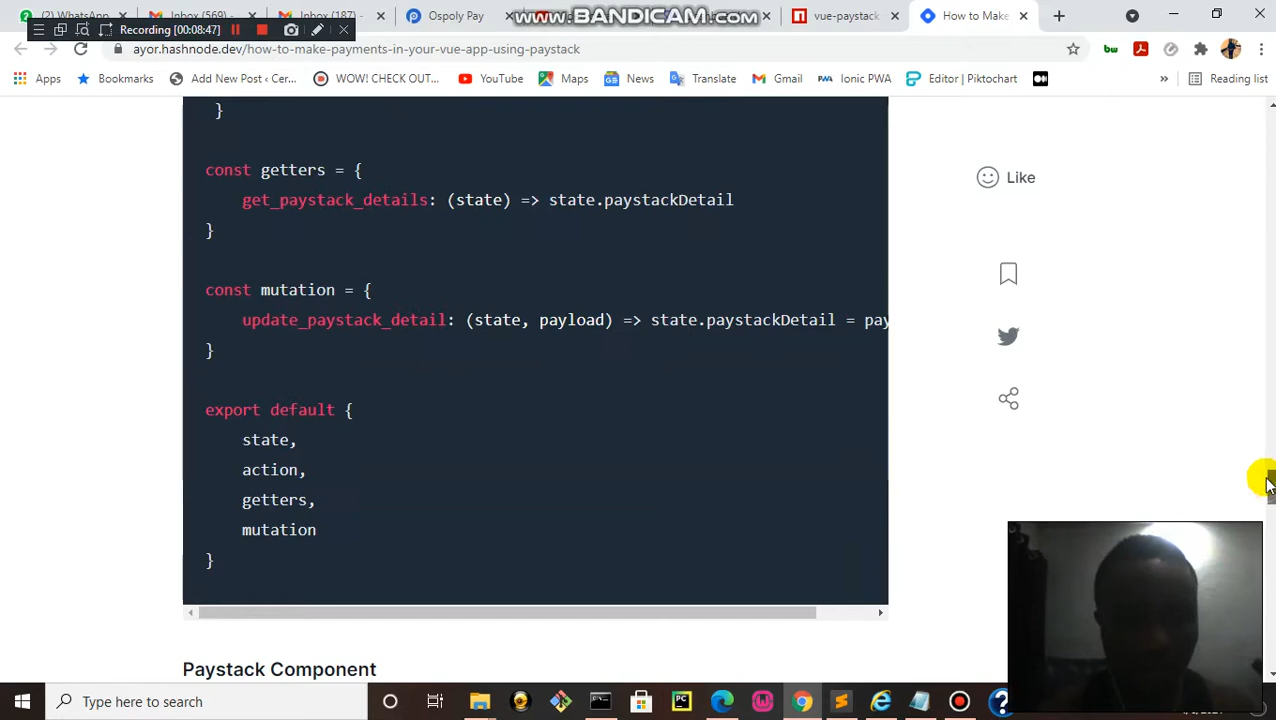 (2) WhatsApp
Inbox (569)
Inbox (187)
Ospoly Pay
www.BANDICAM.com
vue-paystack
How to Make
Recording [00:08:47]
ayor.hashnode.dev/how-to-make-payments-in-your-vue-app-using-paystack
Apps
Bookmarks
Add New Post ‹ Cer...
WOW! CHECK OUT...
YouTube
Maps
News
Translate
Gmail
PWA Ionic PWA
Editor | Piktochart
»
Reading list
}
const getters = {
get_paystack_details: (state) => state.paystackDetail
}
const mutation = {
update_paystack_detail: (state, payload) => state.paystackDetail = pay
}
export default {
state,
action,
getters,
mutation
}
Like
Paystack Component
Type here to search